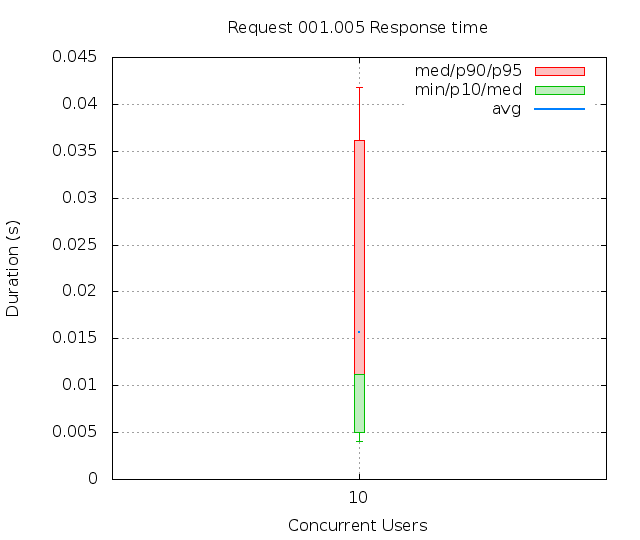 Request 001.005 Response time
0.045
0.04
0.035
0.03
0.025
0.02
0.015
0.01
0.005
0
med/p90/p95
min/p10/med
avg
Duration (s)
10
Concurrent Users